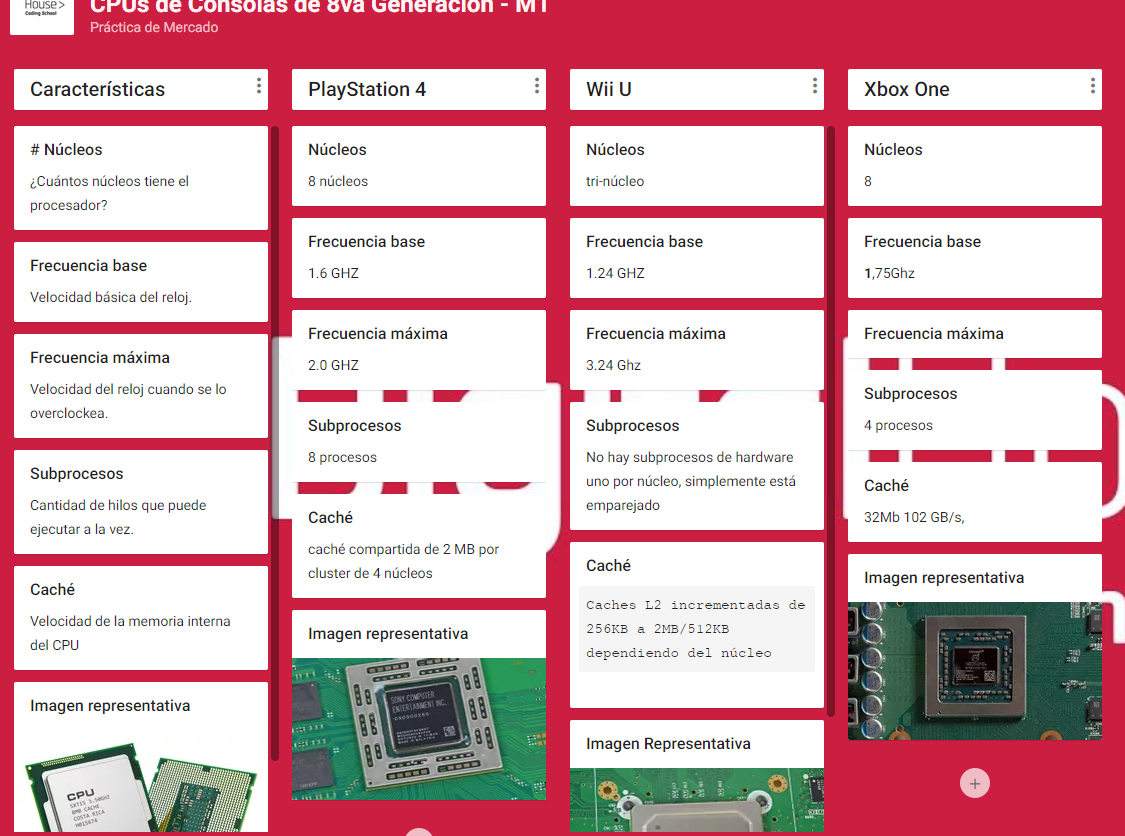 House>
Coding School
CPUs de Consolas de 8va Generación - M1
Práctica de Mercado
Características
# Núcleos
¿Cuántos núcleos tiene el
procesador?
Frecuencia base
Velocidad básica del reloj.
Frecuencia máxima
Velocidad del reloj cuando se lo
overclockea.
Subprocesos
Cantidad de hilos que puede
ejecutar a la vez.
Caché
Velocidad de la memoria interna
del CPU
Imagen representativa
CPU
COSTA RICA
PlayStation 4
Núcleos
8 núcleos
Frecuencia base
1.6 GHZ
Frecuencia máxima
2.0 GHZ
Subprocesos
8 procesos
Caché
caché compartida de 2 MB por
cluster de 4 núcleos
Imagen representativa
SONY COMPUTER
ENTERTAINMENT INC.
Wii U
Núcleos
tri-núcleo
Frecuencia base
1.24 GHZ
Frecuencia máxima
3.24 Ghz
Subprocesos
No hay subprocesos de hardware
uno por núcleo, simplemente está
emparejado
Caché
Caches L2 incrementadas de
256KB a 2MB/512KB
dependiendo del núcleo
Imagen Representativa
Xbox One
Núcleos
8
Frecuencia base
1,75Ghz
Frecuencia máxima
Subprocesos
4 procesos
Caché
32Mb 102 GB/s,
Imagen representativa